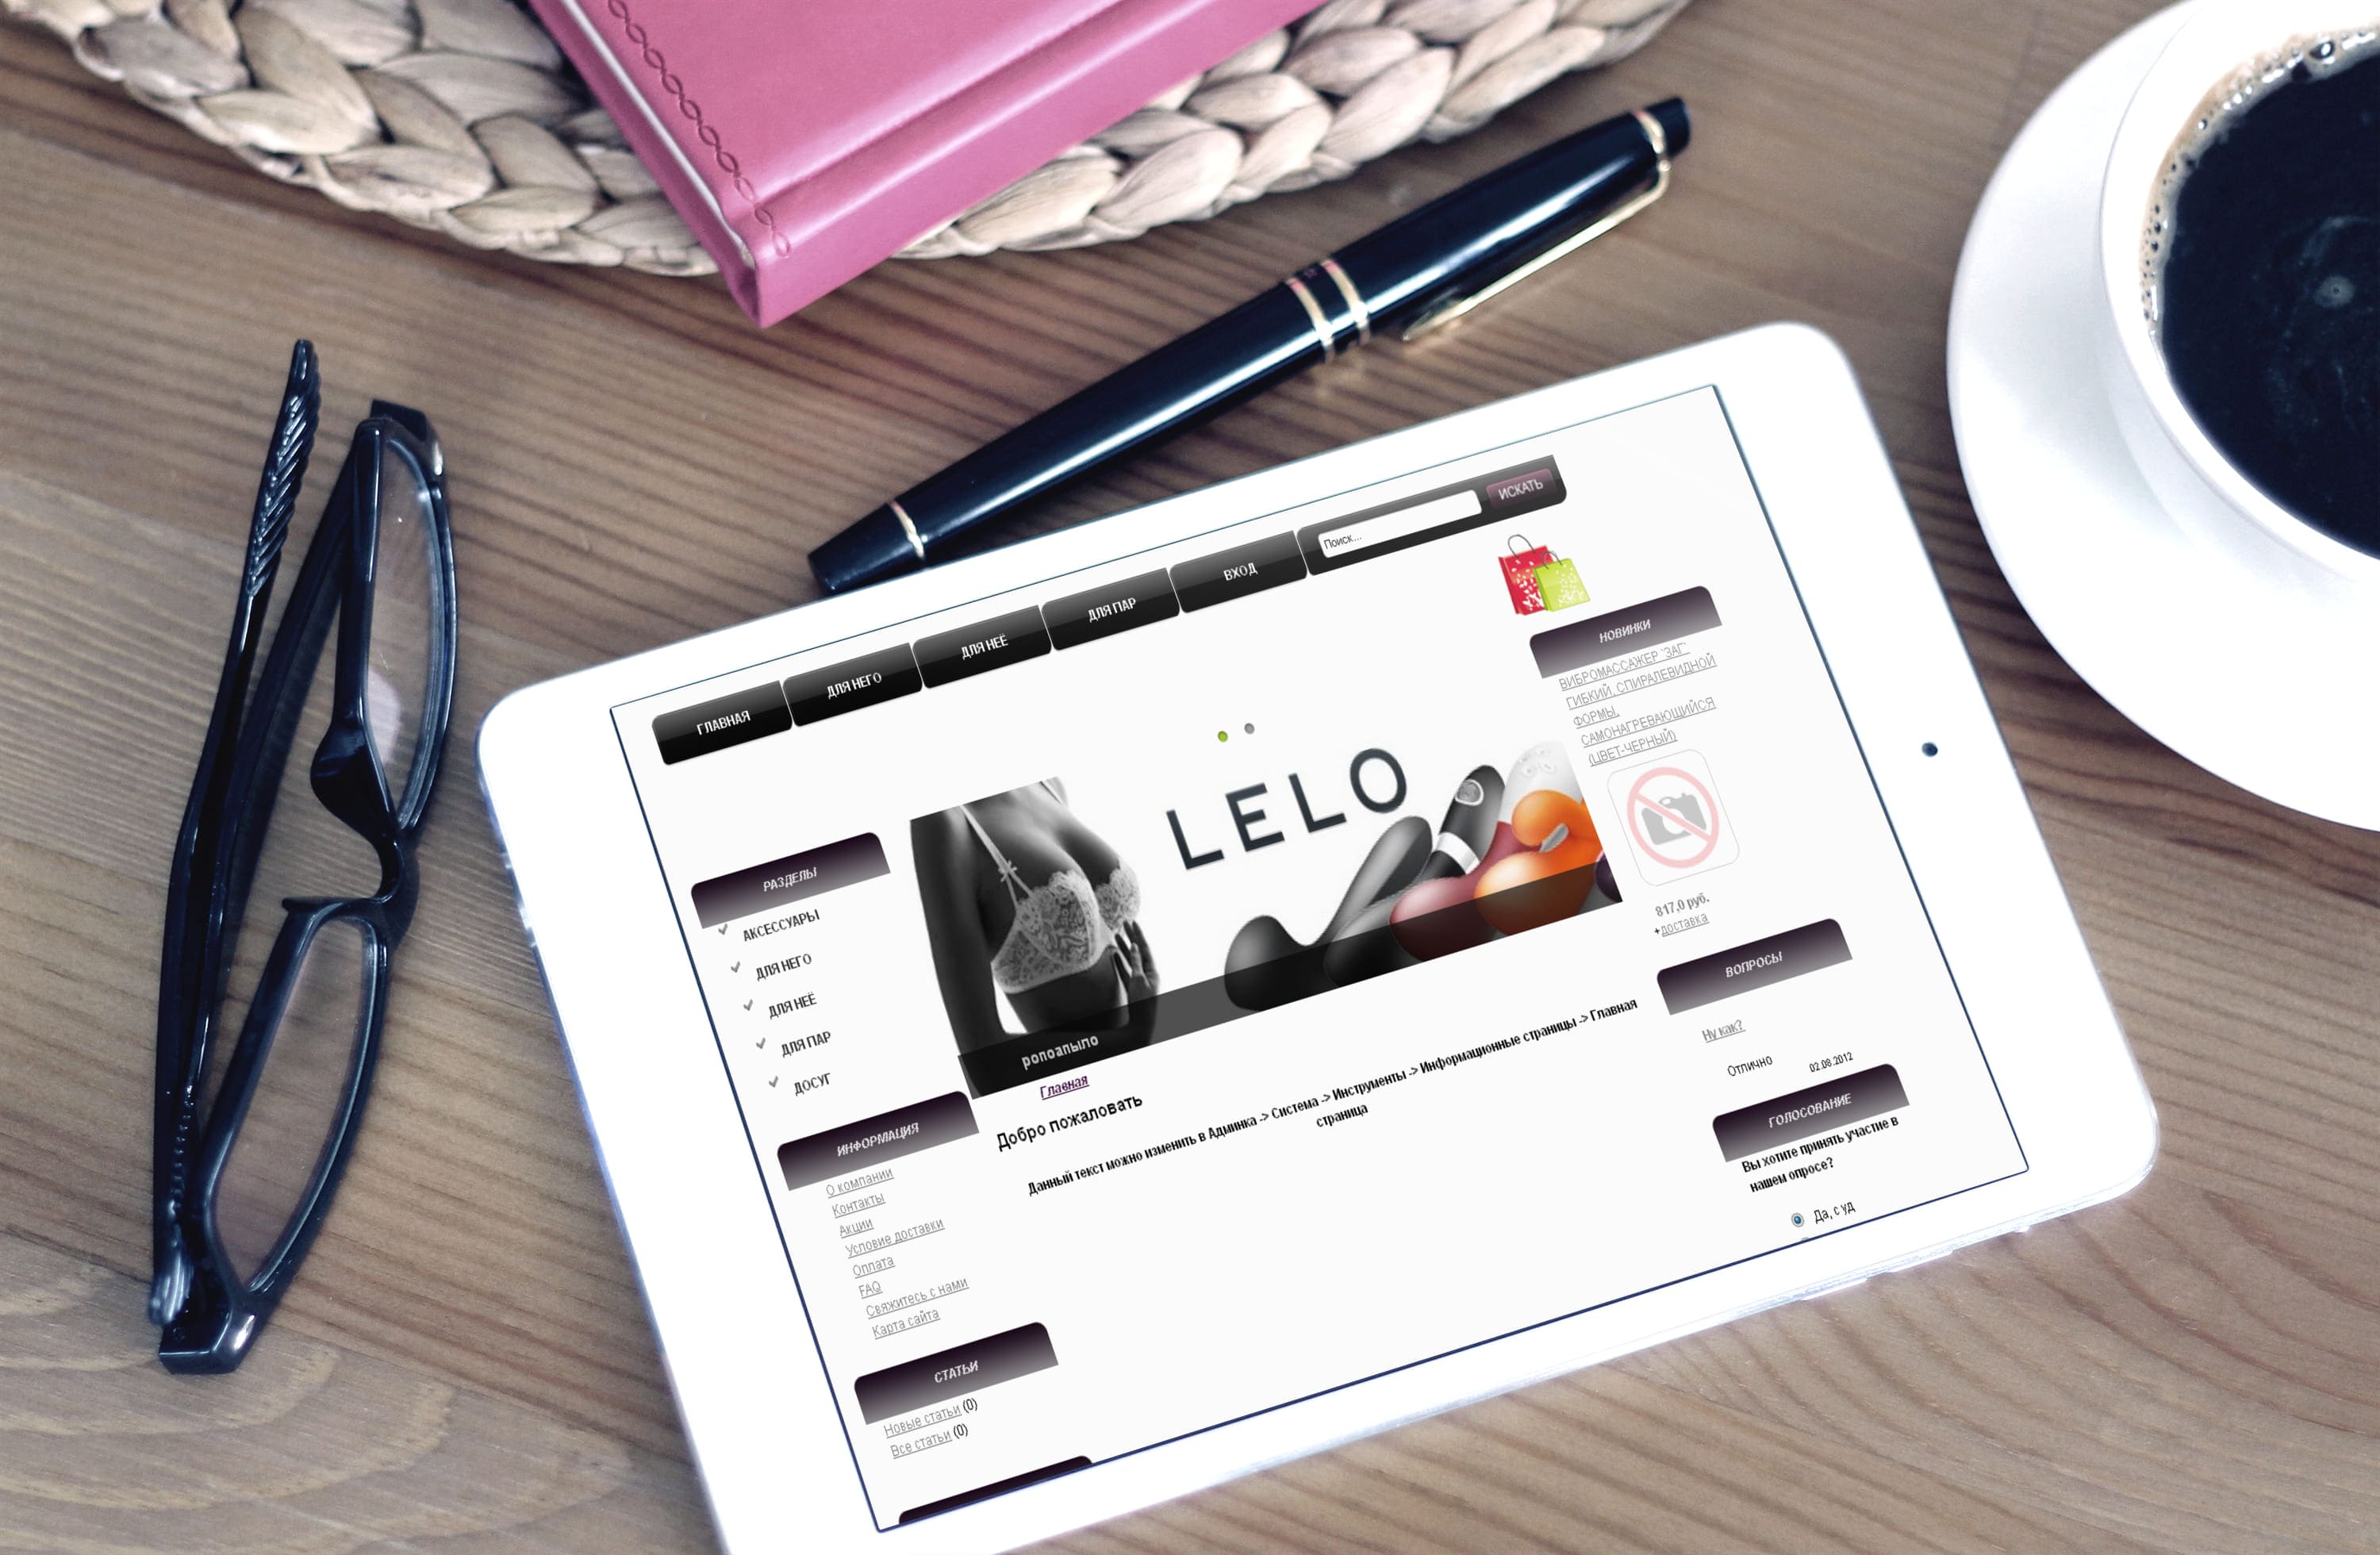 ГЛАВНАЯ
ДЛЯ НЕГО
ДЛЯ НЕЁ
ДЛЯ ПАР
ВХОД
Поиск...
ИСКАТЬ
РАЗДЕЛЫ
АКСЕССУАРЫ
ДЛЯ НЕГО
ДЛЯ НЕЁ
ДЛЯ ПАР
ДОСУГ
ИНФОРМАЦИЯ
О компании
Контакты
Акции
Условие доставки
Оплата
FAQ
Свяжитесь с нами
Карта сайта
СТАТЬИ
Новые статьи (0)
Все статьи (0)
LELO
ропоапыпо
Главная
Добро пожаловать
Данный текст можно изменить в Админка -> Система -> Инструменты -> Информационные страницы -> Главная
страница
НОВИНКИ
ВИБРОМАССАЖЕР "ЗАГ"
ГИБКИЙ, СПИРАЛЕВИДНОЙ
ФОРМЫ,
САМОНАГРЕВАЮЩИЙСЯ
(ЦВЕТ-ЧЕРНЫЙ)
817,0 руб.
+доставка
ВОПРОСЫ
Ну как?
Отлично
02.08.2012
ГОЛОСОВАНИЕ
Вы хотите принять участие в
нашем опросе?
Да, с уд